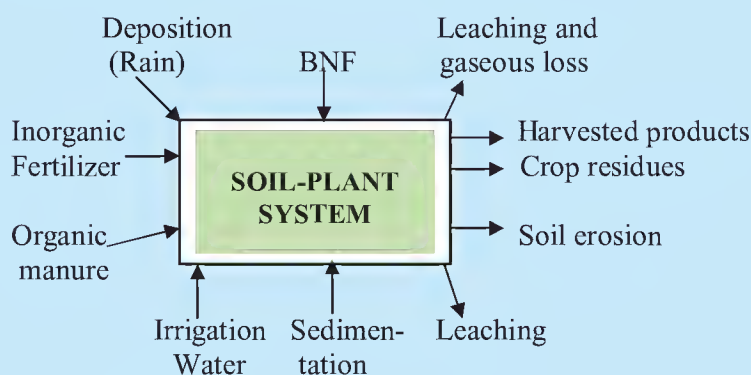 Deposition
(Rain)
BNF
Leaching and
gaseous loss
Inorganic
Fertilizer
Harvested products
Crop residues
SOIL-PLANT
SYSTEM
Organic
manure
Soil erosion
Irrigation
Water
Sedimen-
tation
Leaching